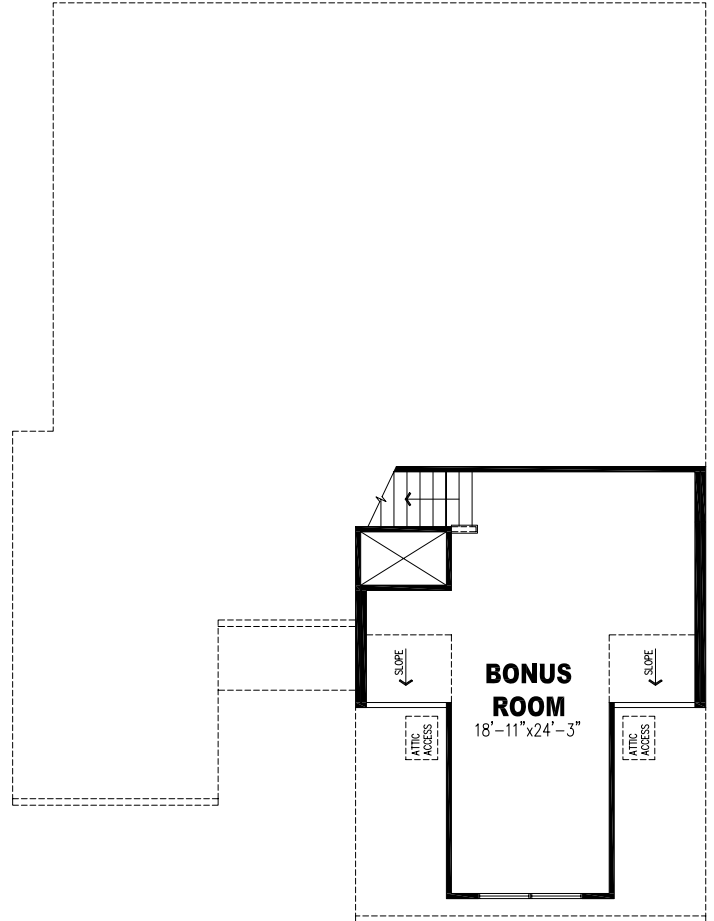 SLOPE
SLOPE
BONUS
ROOM
18'-11"x24'-3"
ATTIC
ACCESS
ATTIC
ACCESS